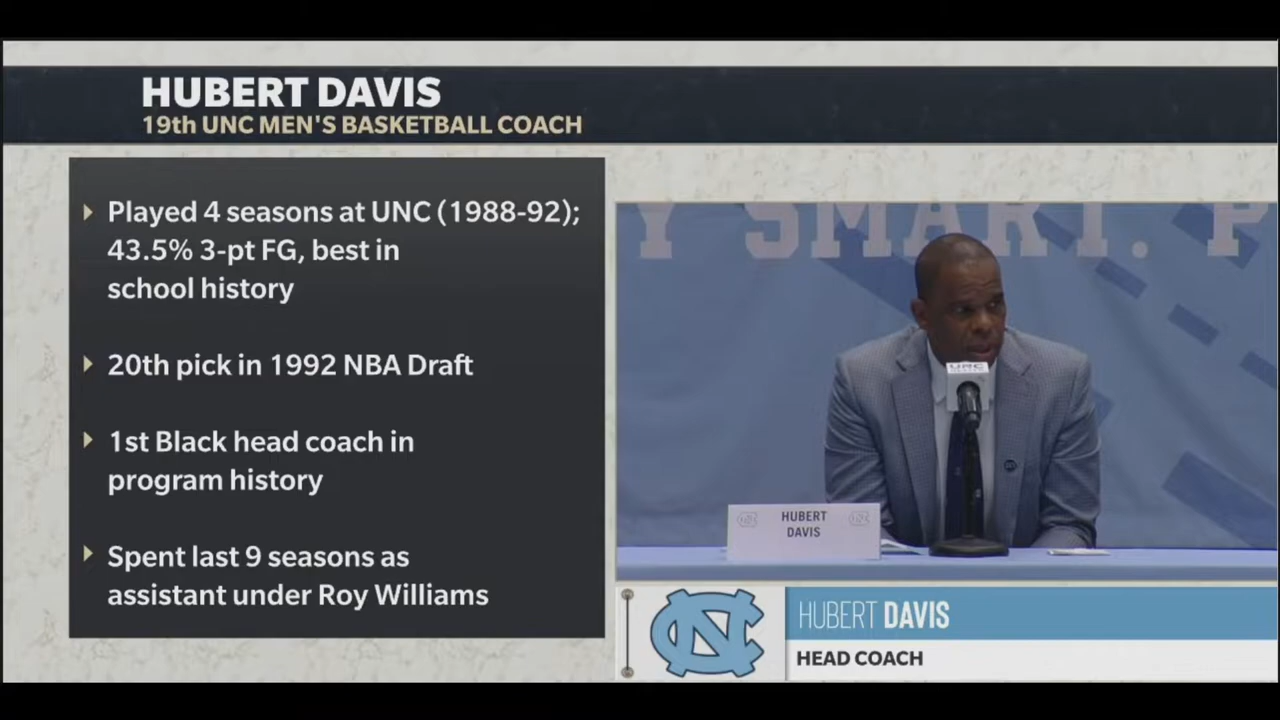 HUBERT DAVIS
19th UNC MEN'S BASKETBALL COACH
Played 4 seasons at UNC (1988-92);
43.5% 3-pt FG, best in
school history
20th pick in 1992 NBA Draft
1st Black head coach in
program history
Spent last 9 seasons as
assistant under Roy Williams
Y SMART. P
UNC
HUBERT
DAVIS
NC
HUBERT DAVIS
HEAD COACH